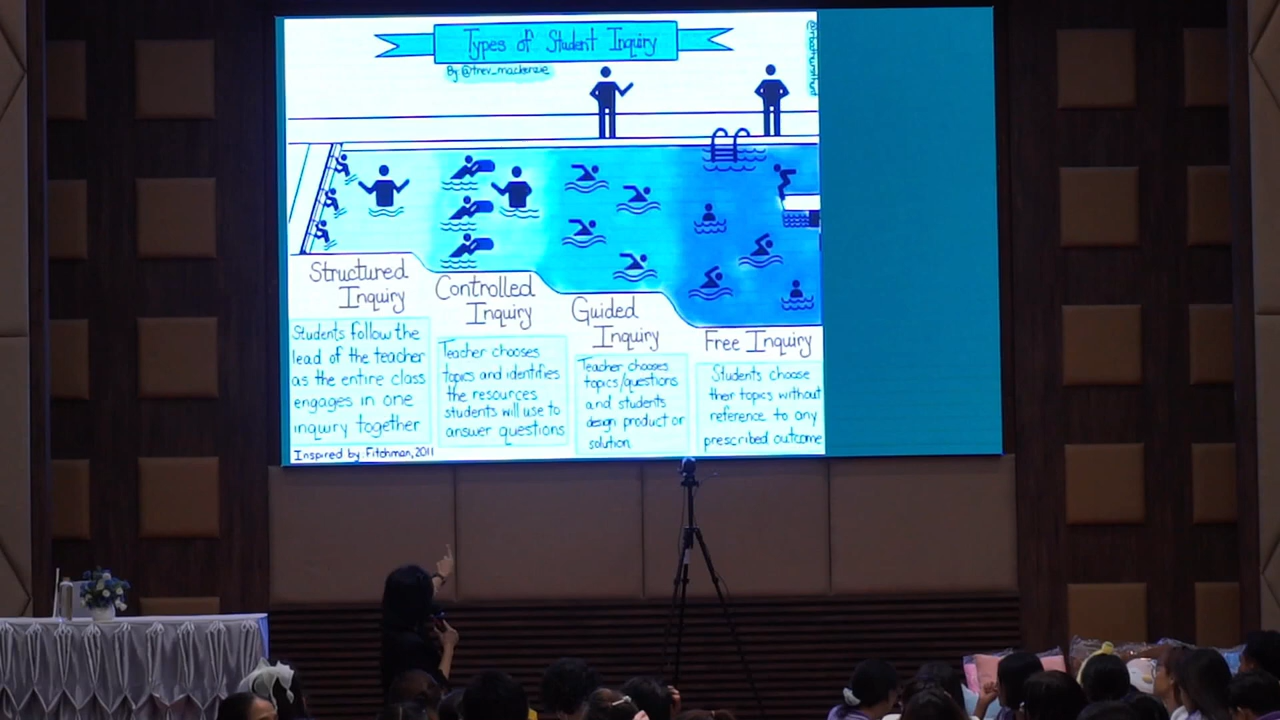 Types of Student Inquiry
By @trev_mackenzie
Structured
Inquiry
Students follow the
lead of the teacher
as the entire class
engages in one
inquiry together
Controlled
Inquiry
Teacher chooses
topics and identifies
the resources
students will use to
answer questions
Guided
Inquiry
Teacher chooses
topics/questions
and students
design product or
solution
Free Inquiry
Students choose
ther topics without
reference to any
prescribed outcome
Inspired by Fitchman, 2011